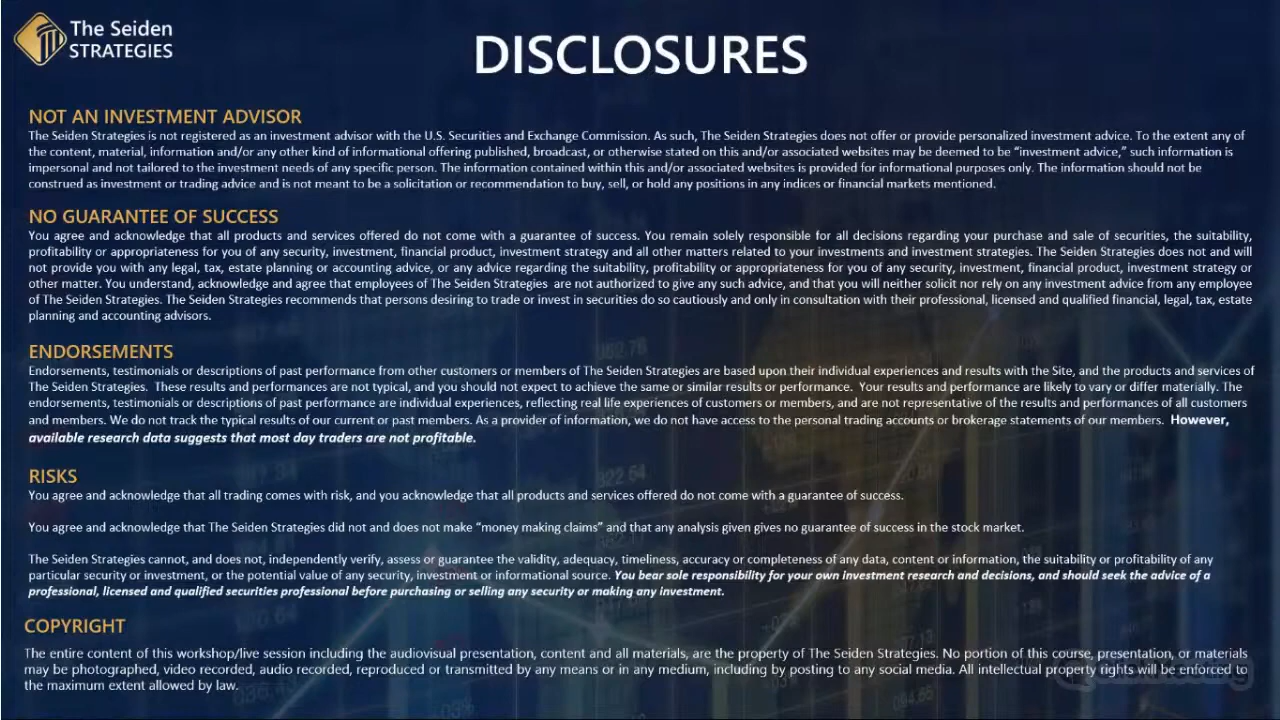 The Seiden
STRATEGIES
DISCLOSURES
NOT AN INVESTMENT ADVISOR
The Seiden Strategies is not registered as an investment advisor with the U.S. Securities and Exchange Commission. As such, The Seiden Strategies does not offer or provide personalized investment advice. To the extent any of
the content, material, information and/or any other kind of informational offering published, broadcast, or otherwise stated on this and/or associated websites may be deemed to be “investment advice,” such information is
impersonal and not tailored to the investment needs of any specific person. The information contained within this and/or associated websites is provided for informational purposes only. The information should not be
construed as investment or trading advice and is not meant to be a solicitation or recommendation to buy, sell, or hold any positions in any indices or financial markets mentioned.
NO GUARANTEE OF SUCCESS
You agree and acknowledge that all products and services offered do not come with a guarantee of success. You remain solely responsible for all decisions regarding your purchase and sale of securities, the suitability,
profitability or appropriateness for you of any security, investment, financial product, investment strategy and all other matters related to your investments and investment strategies. The Seiden Strategies does not and will
not provide you with any legal, tax, estate planning or accounting advice, or any advice regarding the suitability, profitability or appropriateness for you of any security, investment, financial product, investment strategy or
other matter. You understand, acknowledge and agree that employees of The Seiden Strategies are not authorized to give any such advice, and that you will neither solicit nor rely on any investment advice from any employee
of The Seiden Strategies. The Seiden Strategies recommends that persons desiring to trade or invest in securities do so cautiously and only in consultation with their professional, licensed and qualified financial, legal, tax, estate
planning and accounting advisors.
ENDORSEMENTS
Endorsements, testimonials or descriptions of past performance from other customers or members of The Seiden Strategies are based upon their individual experiences and results with the Site, and the products and services of
The Seiden Strategies. These results and performances are not typical, and you should not expect to achieve the same or similar results or performance. Your results and performance are likely to vary or differ materially. The
endorsements, testimonials or descriptions of past performance are individual experiences, reflecting real life experiences of customers or members, and are not representative of the results and performances of all customers
and members. We do not track the typical results of our current or past members. As a provider of information, we do not have access to the personal trading accounts or brokerage statements of our members. However,
available research data suggests that most day traders are not profitable.
RISKS
You agree and acknowledge that all trading comes with risk, and you acknowledge that all products and services offered do not come with a guarantee of success.
You agree and acknowledge that The Seiden Strategies did not and does not make “money making claims” and that any analysis given gives no guarantee of success in the stock market.
The Seiden Strategies cannot, and does not, independently verify, assess or guarantee the validity, adequacy, timeliness, accuracy or completeness of any data, content or information, the suitability or profitability of any
particular security or investment, or the potential value of any security, investment or informational source. You bear sole responsibility for your own investment research and decisions, and should seek the advice of a
professional, licensed and qualified securities professional before purchasing or selling any security or making any investment.
COPYRIGHT
The entire content of this workshop/live session including the audiovisual presentation, content and all materials, are the property of The Seiden Strategies. No portion of this course, presentation, or materials
may be photographed, video recorded, audio recorded, reproduced or transmitted by any means or in any medium, including by posting to any social media. All intellectual property rights will be enforced to
the maximum extent allowed by law.